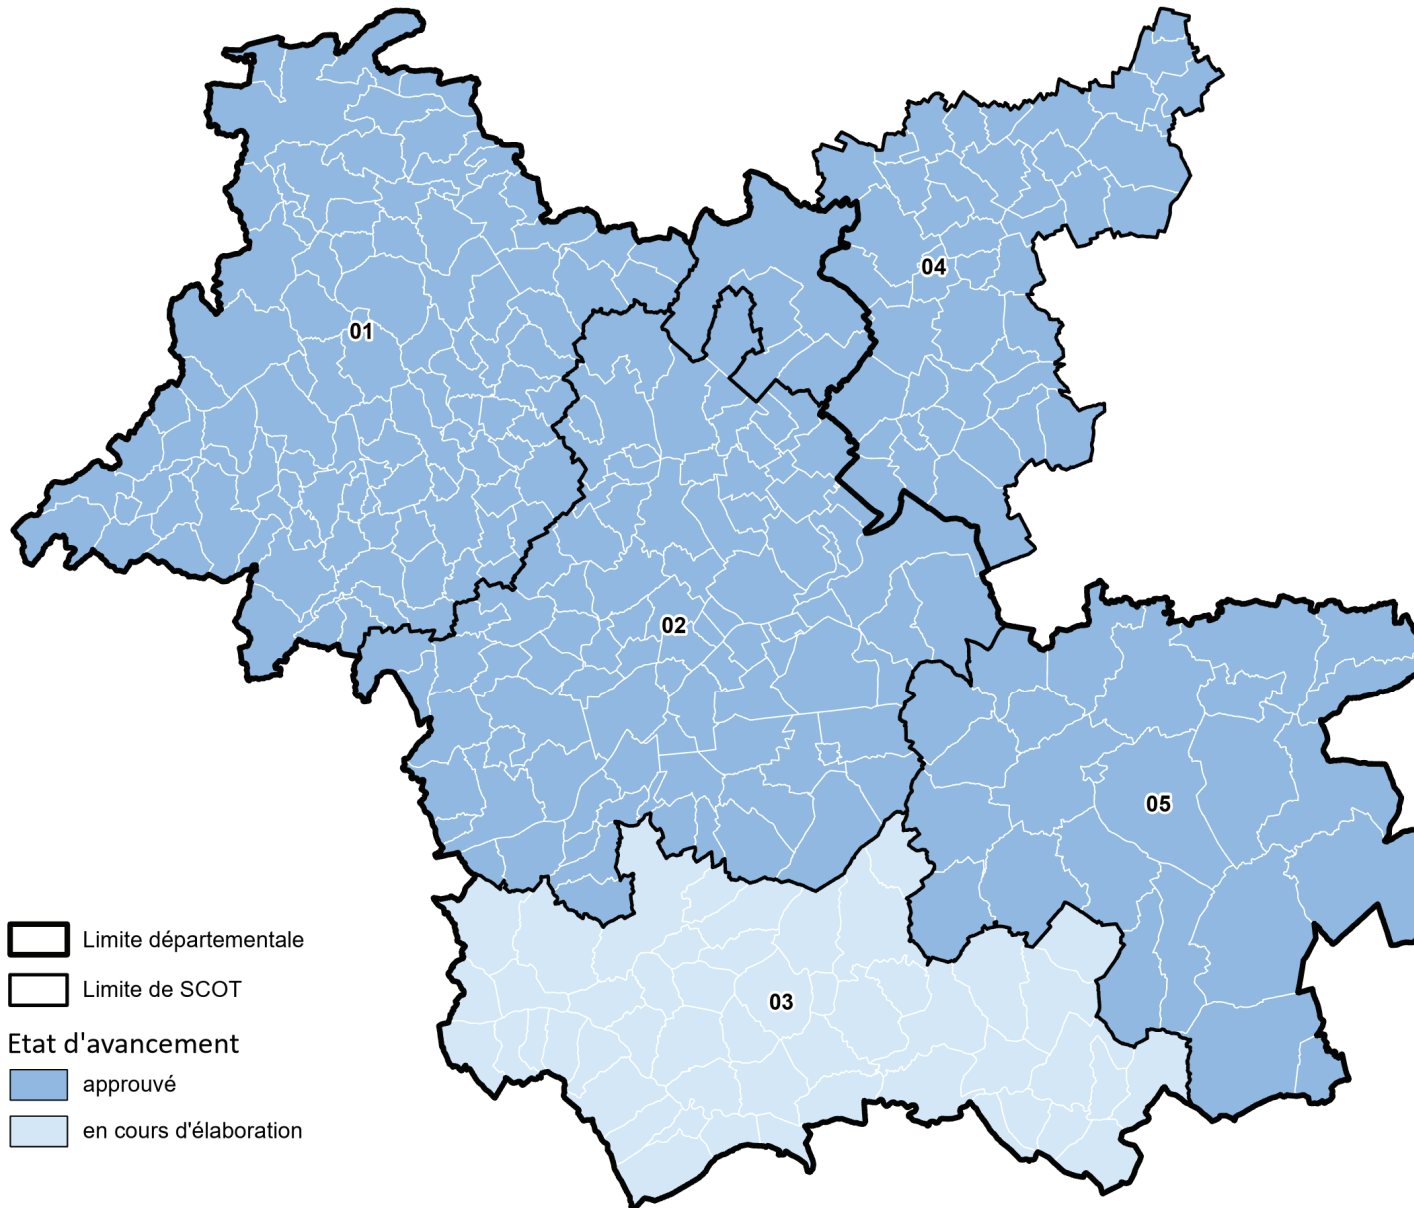 04
01
02
05
03
Limite départementale
Limite de SCOT
Etat d'avancement
approuvé
en cours d'élaboration